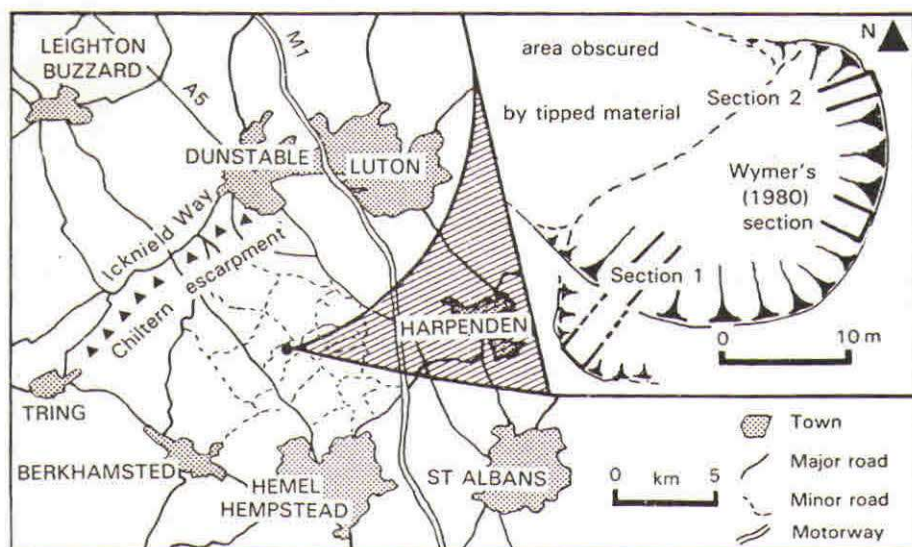 LEIGHTON
BUZZARD
A5
M1
DUNSTABLE
LUTON
Icknield Way
Chiltern escarpment
HARPENDEN
TRING
BERKHAMSTED
HEMEL
HEMPSTEAD
ST ALBANS
area obscured
by tipped material
N
Section 2
Wymer's
(1980)
section
Section 1
0 10 m
0 km 5
Town
Major road
Minor road
Motorway